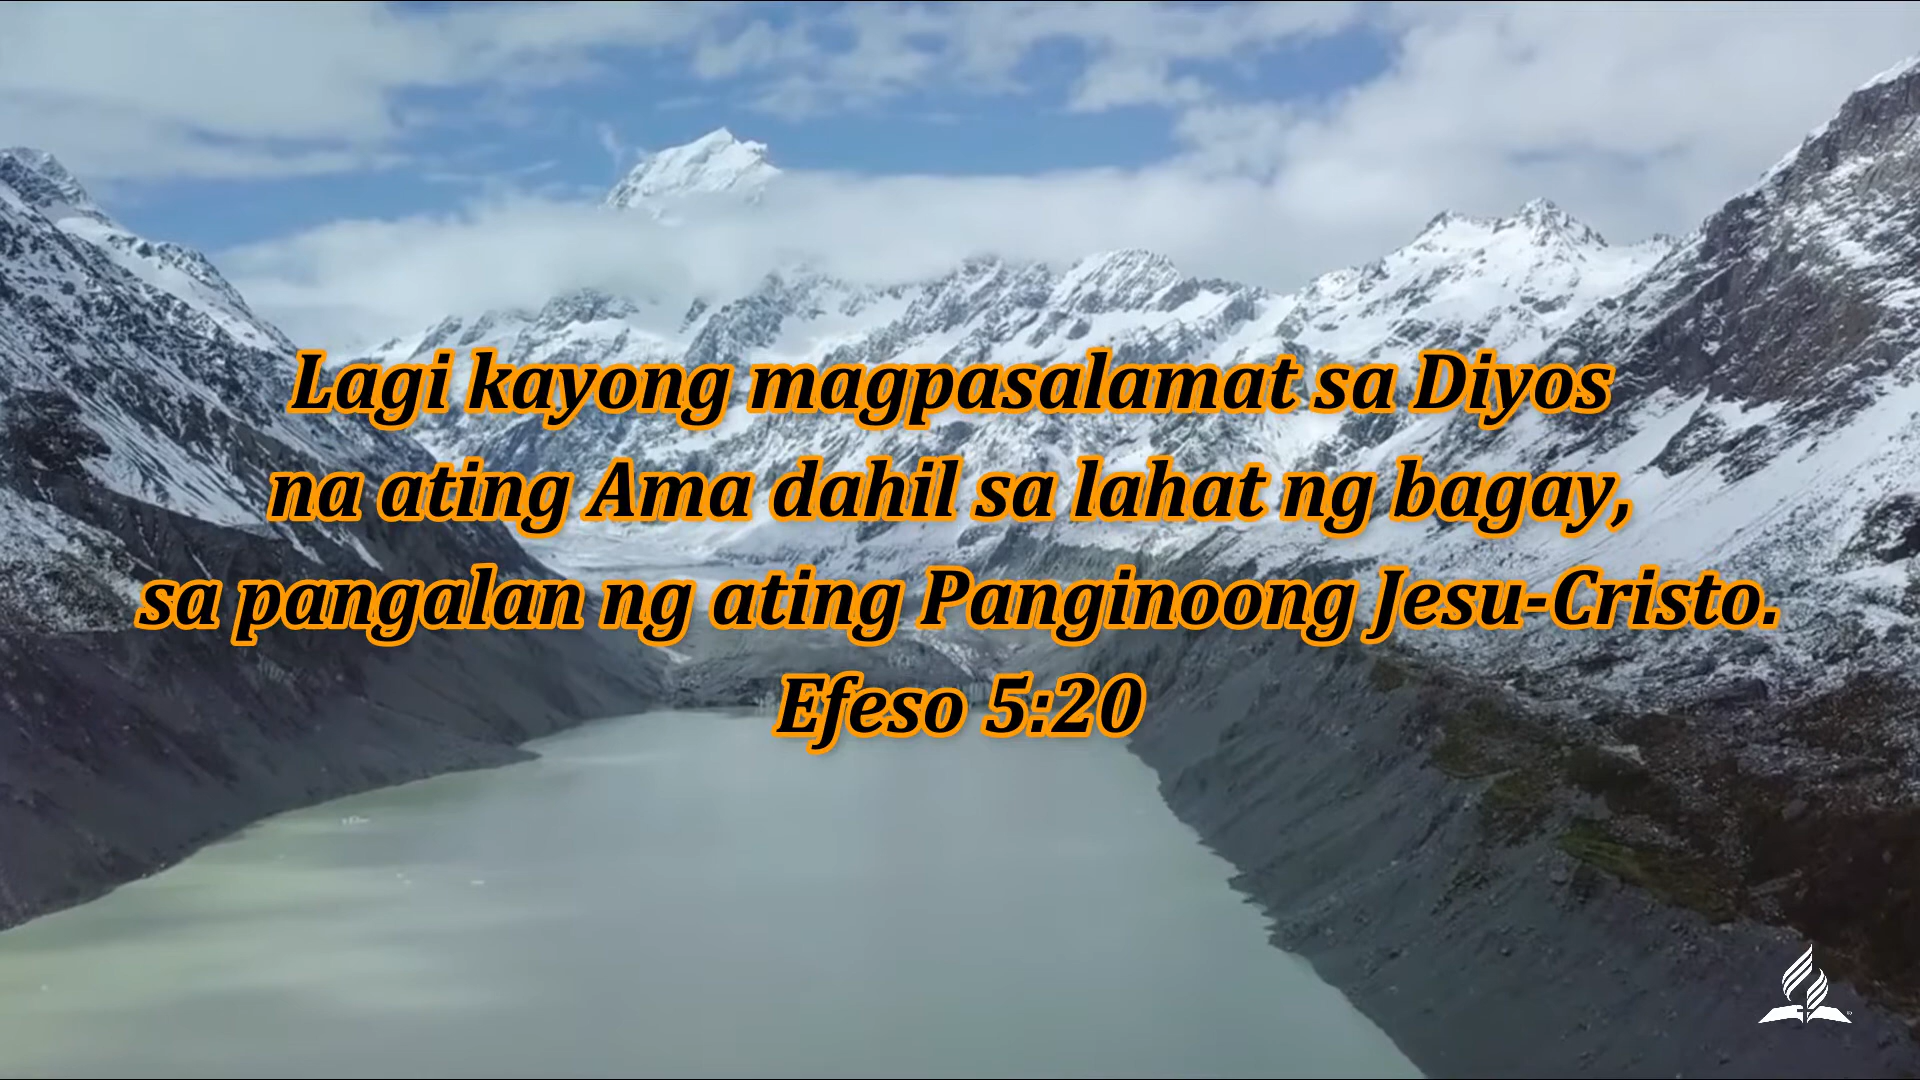 Lagi kayong magpasalamat sa Diyos
na ating Ama dahil sa lahat ng bagay,
sa pangalan ng ating Panginoong Jesu-Cristo.
Efeso 5:20